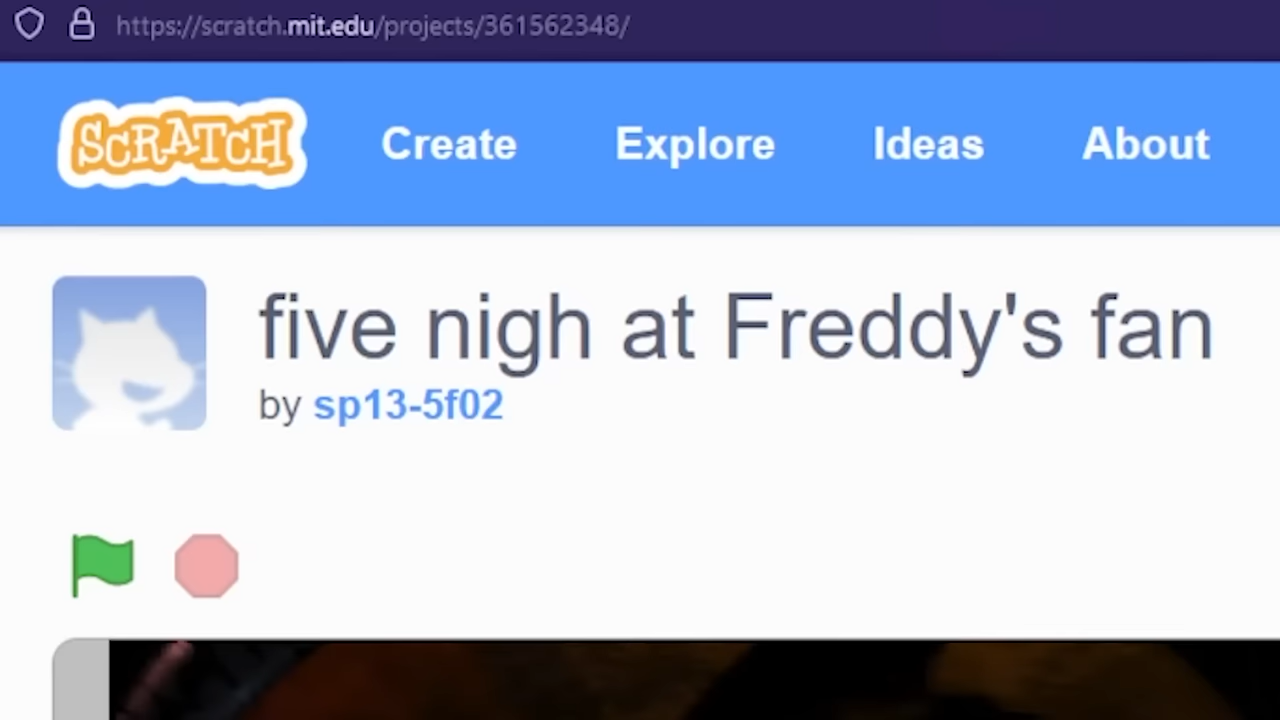 https://scratch.mit.edu/projects/361562348/
SCRATCH Create Explore Ideas About
five nigh at Freddy's fan
by sp13-5f02